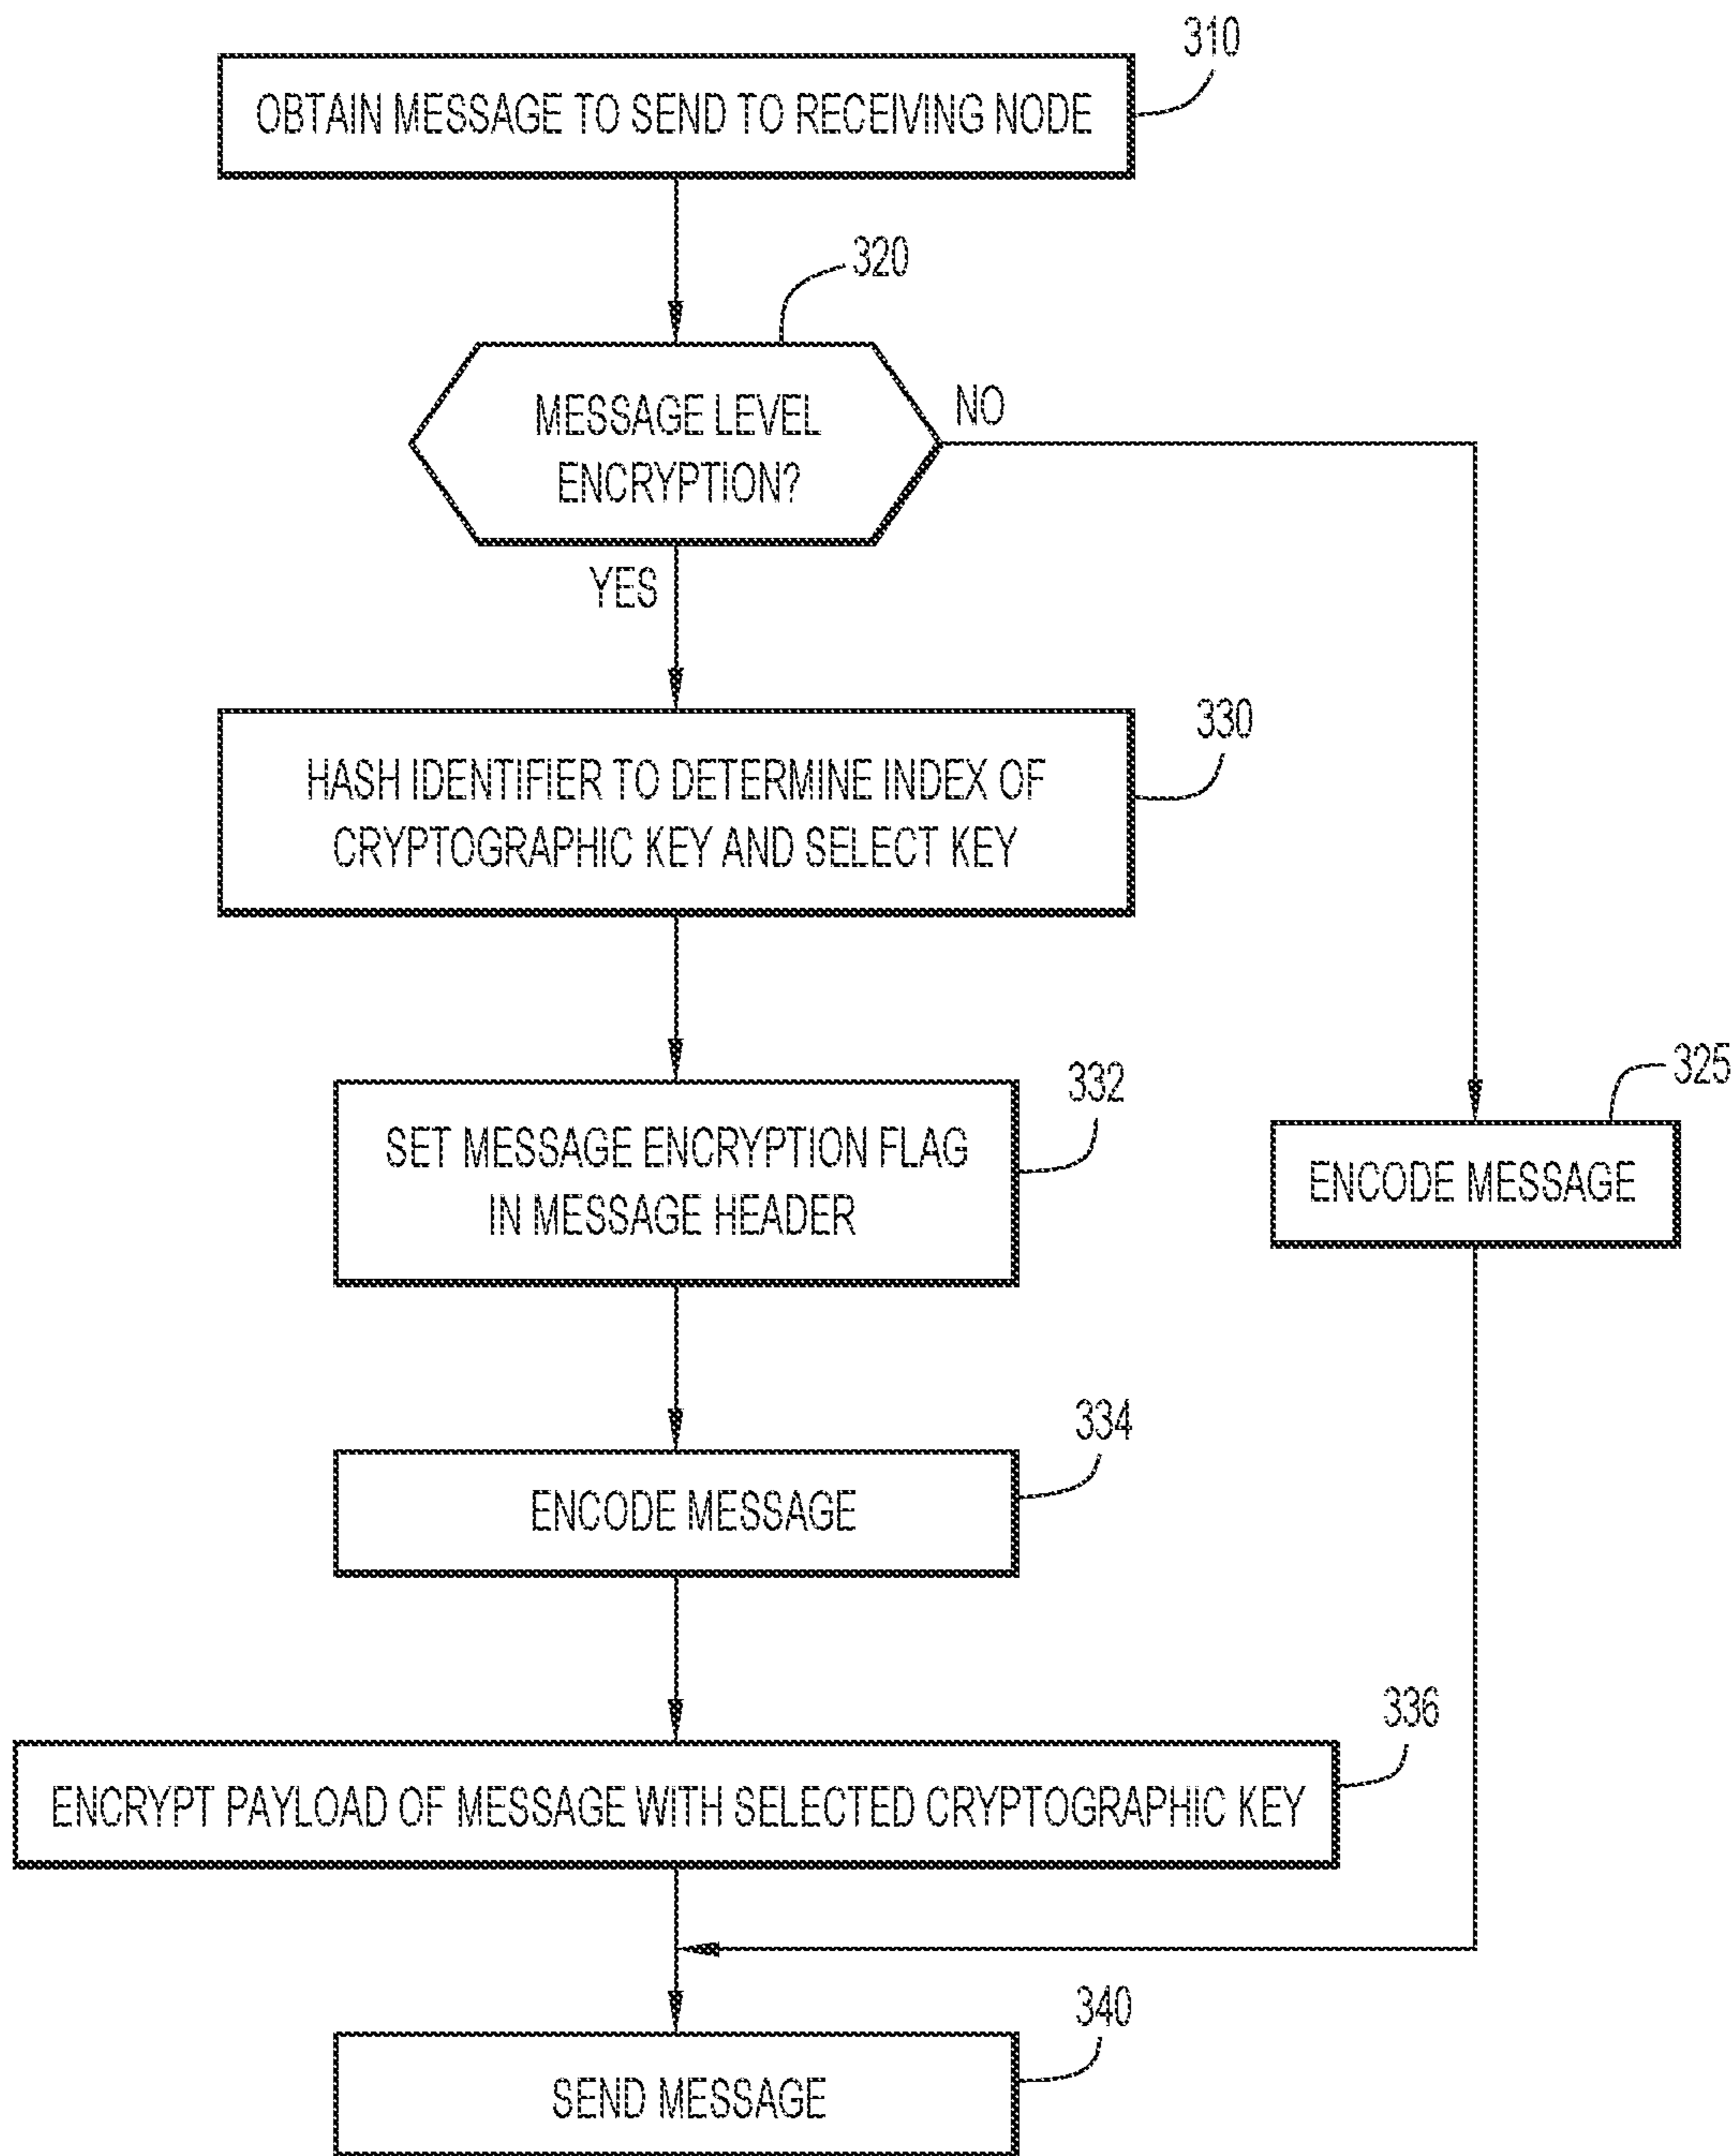 310
OBTAIN MESSAGE TO SEND TO RECEIVING NODE
320
MESSAGE LEVEL
ENCRYPTION?
NO
YES
330
HASH IDENTIFIER TO DETERMINE INDEX OF
CRYPTOGRAPHIC KEY AND SELECT KEY
332
SET MESSAGE ENCRYPTION FLAG
IN MESSAGE HEADER
325
ENCODE MESSAGE
334
ENCODE MESSAGE
336
ENCRYPT PAYLOAD OF MESSAGE WITH SELECTED CRYPTOGRAPHIC KEY
340
SEND MESSAGE